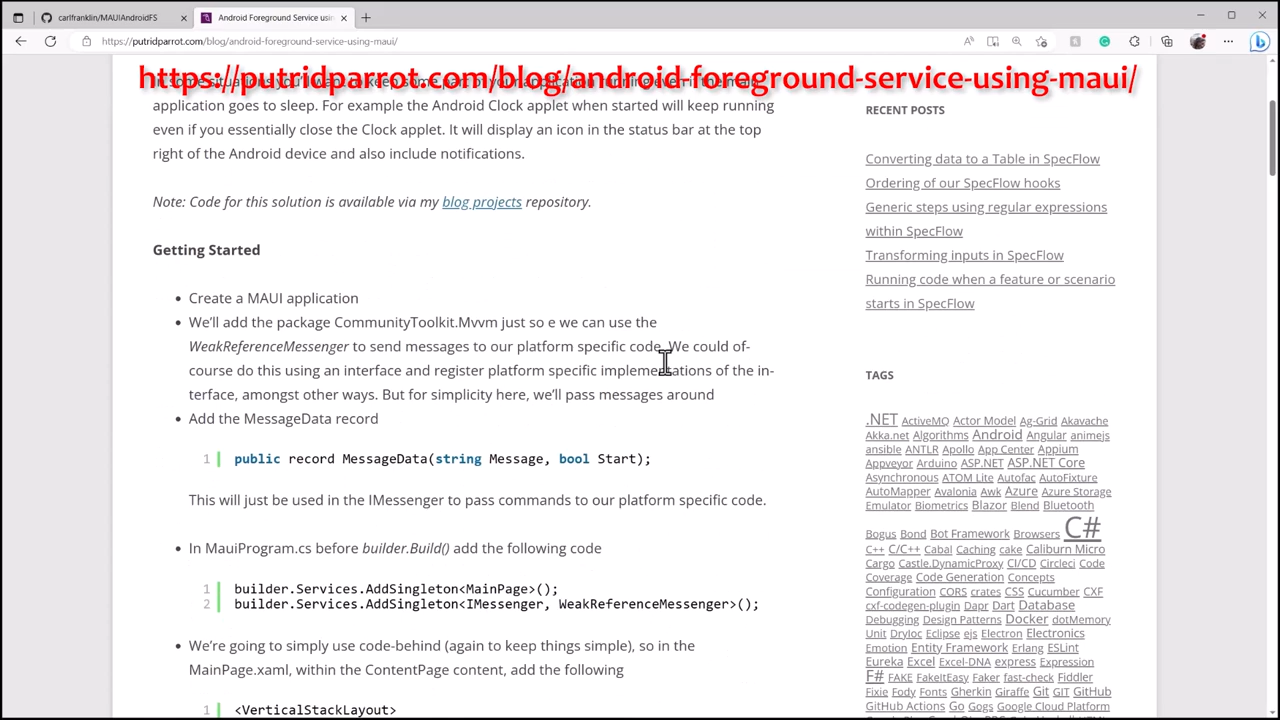 carlfranklin/MAUIAndroidFS
Android Foreground Service usin
https://putridparrot.com/blog/android-foreground-service-using-maui/
https://putridparrot.com/blog/android-foreground-service-using-maui/
application goes to sleep. For example the Android Clock applet when started will keep running
even if you essentially close the Clock applet. It will display an icon in the status bar at the top
right of the Android device and also include notifications.
Note: Code for this solution is available via my blog projects repository.
Getting Started
• Create a MAUI application
• We'll add the package CommunityToolkit.Mvvm just so e we can use the
WeakReferenceMessenger to send messages to our platform specific code. We could of-
course do this using an interface and register platform specific implementations of the in-
terface, amongst other ways. But for simplicity here, we'll pass messages around
• Add the MessageData record
1 public record MessageData(string Message, bool Start);
This will just be used in the IMessenger to pass commands to our platform specific code.
• In MauiProgram.cs before builder.Build() add the following code
1 builder.Services.AddSingleton<MainPage>();
2 builder.Services.AddSingleton<IMessenger, WeakReferenceMessenger>();
• We're going to simply use code-behind (again to keep things simple), so in the
MainPage.xaml, within the ContentPage content, add the following
1 <VerticalStackLayout>
RECENT POSTS
Converting data to a Table in SpecFlow
Ordering of our SpecFlow hooks
Generic steps using regular expressions
within SpecFlow
Transforming inputs in SpecFlow
Running code when a feature or scenario
starts in SpecFlow
TAGS
.NET ActiveMQ Actor Model Ag-Grid Akavache
Akka.net Algorithms Android Angular animejs
ansible ANTLR Apollo App Center Appium
Appveyor Arduino ASP.NET ASP.NET Core
Asynchronous ATOM Lite Autofac AutoFixture
AutoMapper Avalonia Awk Azure Azure Storage
Emulator Biometrics Blazor Blend Bluetooth
Bogus Bond Bot Framework Browsers C#
C++ C/C++ Cabal Caching cake Caliburn Micro
Cargo Castle.DynamicProxy CI/CD Circleci Code
Coverage Code Generation Concepts
Configuration CORS crates CSS Cucumber CXF
cxf-codegen-plugin Dapr Dart Database
Debugging Design Patterns Docker dotMemory
Unit DryIoc Eclipse ejs Electron Electronics
Emotion Entity Framework Erlang ESLint
Eureka Excel Excel-DNA express Expression
F# FAKE FakeItEasy Faker fast-check Fiddler
Fixie Fody Fonts Gherkin Giraffe Git GIT GitHub
GitHub Actions Go Gogs Google Cloud Platform